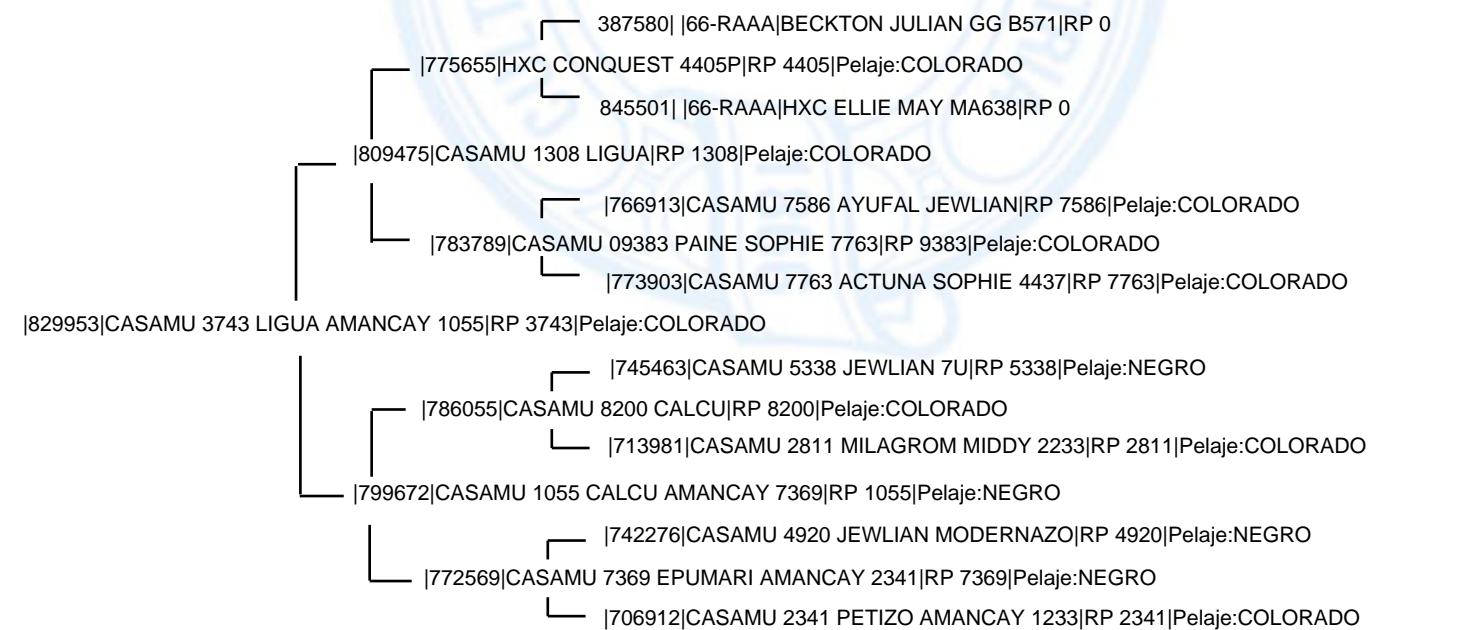 387580| |66-RAAA|BECKTON JULIAN GG B571|RP 0
|775655|HXC CONQUEST 4405P|RP 4405|Pelaje:COLORADO
845501| |66-RAAA|HXC ELLIE MAY MA638|RP 0
|809475|CASAMU 1308 LIGUA|RP 1308|Pelaje:COLORADO
|766913|CASAMU 7586 AYUFAL JEWLIAN|RP 7586|Pelaje:COLORADO
|783789|CASAMU 09383 PAINE SOPHIE 7763|RP 9383|Pelaje:COLORADO
|773903|CASAMU 7763 ACTUNA SOPHIE 4437|RP 7763|Pelaje:COLORADO
|829953|CASAMU 3743 LIGUA AMANCAY 1055|RP 3743|Pelaje:COLORADO
|745463|CASAMU 5338 JEWLIAN 7U|RP 5338|Pelaje:NEGRO
|786055|CASAMU 8200 CALCU|RP 8200|Pelaje:COLORADO
|713981|CASAMU 2811 MILAGROM MIDDY 2233|RP 2811|Pelaje:COLORADO
|799672|CASAMU 1055 CALCU AMANCAY 7369|RP 1055|Pelaje:NEGRO
|742276|CASAMU 4920 JEWLIAN MODERNAZO|RP 4920|Pelaje:NEGRO
|772569|CASAMU 7369 EPUMARI AMANCAY 2341|RP 7369|Pelaje:NEGRO
|706912|CASAMU 2341 PETIZO AMANCAY 1233|RP 2341|Pelaje:COLORADO